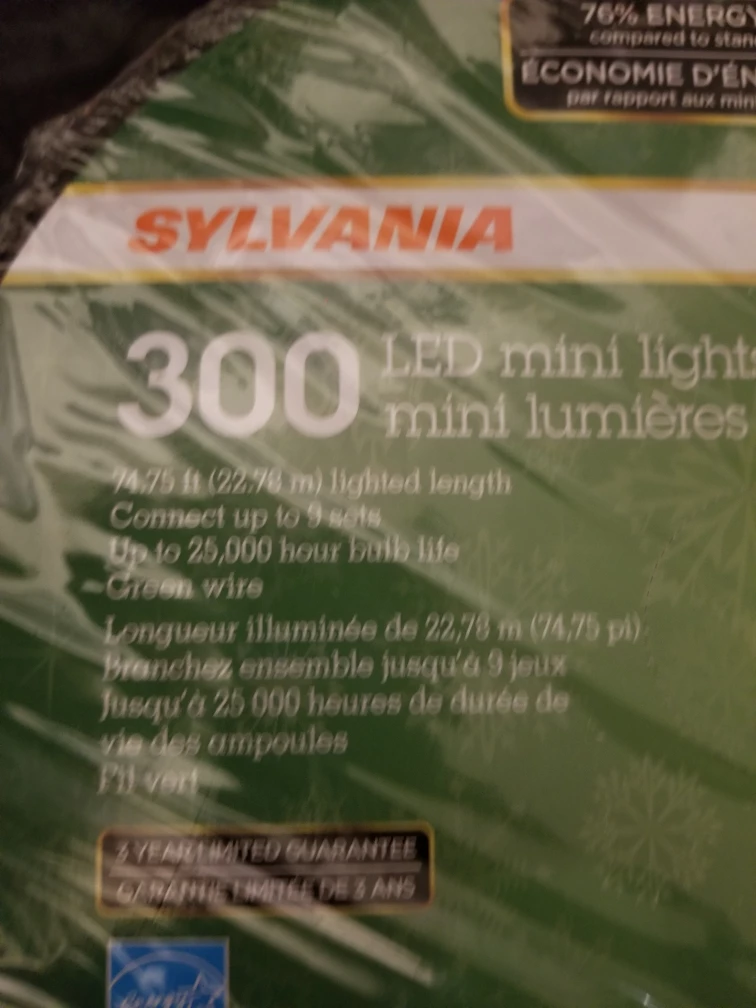 76% ENERGY
compared to stan
ÉCONOMIE D'ÉN
par rapport aux min
SYLVANIA
300 LED mini lights
mini lumières
74.75 ft (22.78 m) lighted length
Connect up to 9 sets
Up to 25,000 hour bulb life
Green wire
Longueur illuminée de 22,78 m (74,75 pi)
Branchez ensemble jusqu'à 9 jeux
Jusqu'à 25 000 heures de durée de
vie des ampoules
Fil vert
3 YEAR LIMITED GUARANTEE
GARANTIE LIMITÉE DE 3 ANS